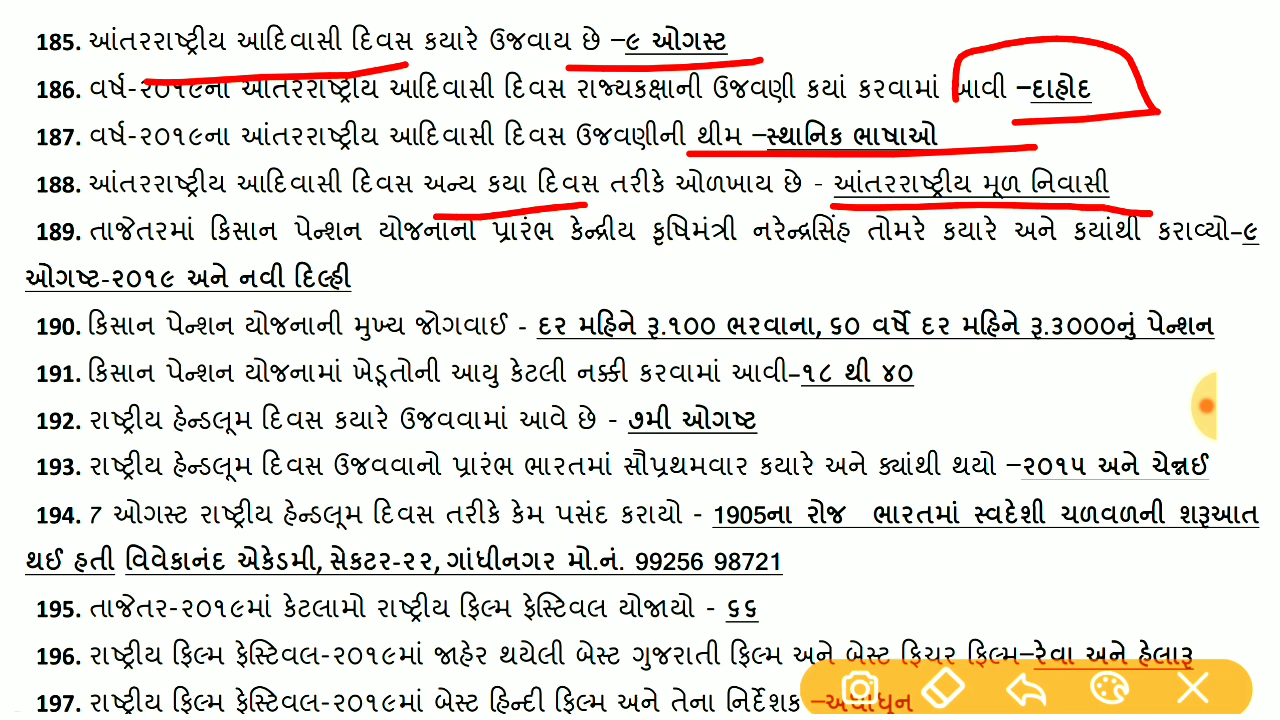 185. આંતરરાષ્ટ્રીય આદિવાસી દિવસ કયારે ઉજવાય છે –૯ ઓગસ્ટ
186. વર્ષ-૨૦૧૯ના આંતરરાષ્ટ્રીય આદિવાસી દિવસ રાજ્યકક્ષાની ઉજવણી કયાં કરવામાં આવી –દાહોદ
187. વર્ષ-૨૦૧૯ના આંતરરાષ્ટ્રીય આદિવાસી દિવસ ઉજવણીની થીમ –સ્થાનિક ભાષાઓ
188. આંતરરાષ્ટ્રીય આદિવાસી દિવસ અન્ય કયા દિવસ તરીકે ઓળખાય છે - આંતરરાષ્ટ્રીય મૂળ નિવાસી
189. તાજેતરમાં કિસાન પેન્શન યોજનાનો પ્રારંભ કેન્દ્રીય કૃષિમંત્રી નરેન્દ્રસિંહ તોમરે કયારે અને કયાંથી કરાવ્યો–૯
ઓગષ્ટ-૨૦૧૯ અને નવી દિલ્હી
190. કિસાન પેન્શન યોજનાની મુખ્ય જોગવાઈ - દર મહિને રૂ.૧૦૦ ભરવાના, ૬૦ વર્ષે દર મહિને રૂ.૩૦૦૦નું પેન્શન
191. કિસાન પેન્શન યોજનામાં ખેડૂતોની આયુ કેટલી નક્કી કરવામાં આવી–૧૮ થી ૪૦
192. રાષ્ટ્રીય હેન્ડલૂમ દિવસ કયારે ઉજવવામાં આવે છે - ૭મી ઓગષ્ટ
193. રાષ્ટ્રીય હેન્ડલૂમ દિવસ ઉજવવાનો પ્રારંભ ભારતમાં સૌપ્રથમવાર કયારે અને ક્યાંથી થયો –૨૦૧૫ અને ચેન્નઈ
194. 7 ઓગસ્ટ રાષ્ટ્રીય હેન્ડલૂમ દિવસ તરીકે કેમ પસંદ કરાયો - 1905ના રોજ ભારતમાં સ્વદેશી ચળવળની શરૂઆત
થઈ હતી વિવેકાનંદ એકેડમી, સેકટર-૨૨, ગાંધીનગર મો.નં. 99256 98721
195. તાજેતર-૨૦૧૯માં કેટલામો રાષ્ટ્રીય ફિલ્મ ફેસ્ટિવલ યોજાયો - ૬૬
196. રાષ્ટ્રીય ફિલ્મ ફેસ્ટિવલ-૨૦૧૯માં જાહેર થયેલી બેસ્ટ ગુજરાતી ફિલ્મ અને બેસ્ટ ફિચર ફિલ્મ–રેવા અને હેલારૂ
197. રાષ્ટ્રીય ફિલ્મ ફેસ્ટિવલ-૨૦૧૯માં બેસ્ટ હિન્દી ફિલ્મ અને તેના નિર્દેશક –અંધાધૂન